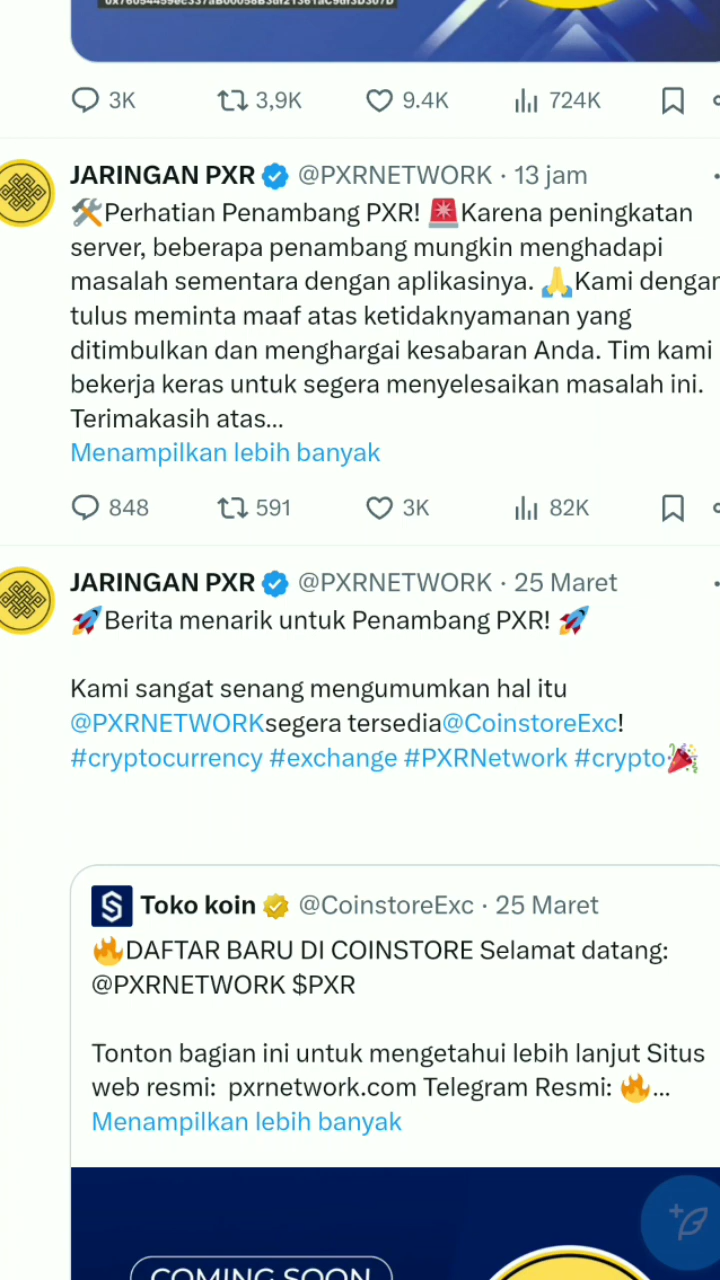 3K 3,9K 9.4K 724K
JARINGAN PXR @PXRNETWORK · 13 jam
🛠️Perhatian Penambang PXR! 🚨Karena peningkatan
server, beberapa penambang mungkin menghadapi
masalah sementara dengan aplikasinya. 🙏Kami dengan
tulus meminta maaf atas ketidaknyamanan yang
ditimbulkan dan menghargai kesabaran Anda. Tim kami
bekerja keras untuk segera menyelesaikan masalah ini.
Terimakasih atas...
Menampilkan lebih banyak
848 591 3K 82K
JARINGAN PXR @PXRNETWORK · 25 Maret
🚀Berita menarik untuk Penambang PXR! 🚀
Kami sangat senang mengumumkan hal itu
@PXRNETWORKsegera tersedia@CoinstoreExc!
#cryptocurrency #exchange #PXRNetwork #crypto🎉
Toko koin @CoinstoreExc · 25 Maret
🔥DAFTAR BARU DI COINSTORE Selamat datang:
@PXRNETWORK $PXR
Tonton bagian ini untuk mengetahui lebih lanjut Situs
web resmi: pxrnetwork.com Telegram Resmi: 🔥...
Menampilkan lebih banyak
COMING SOON